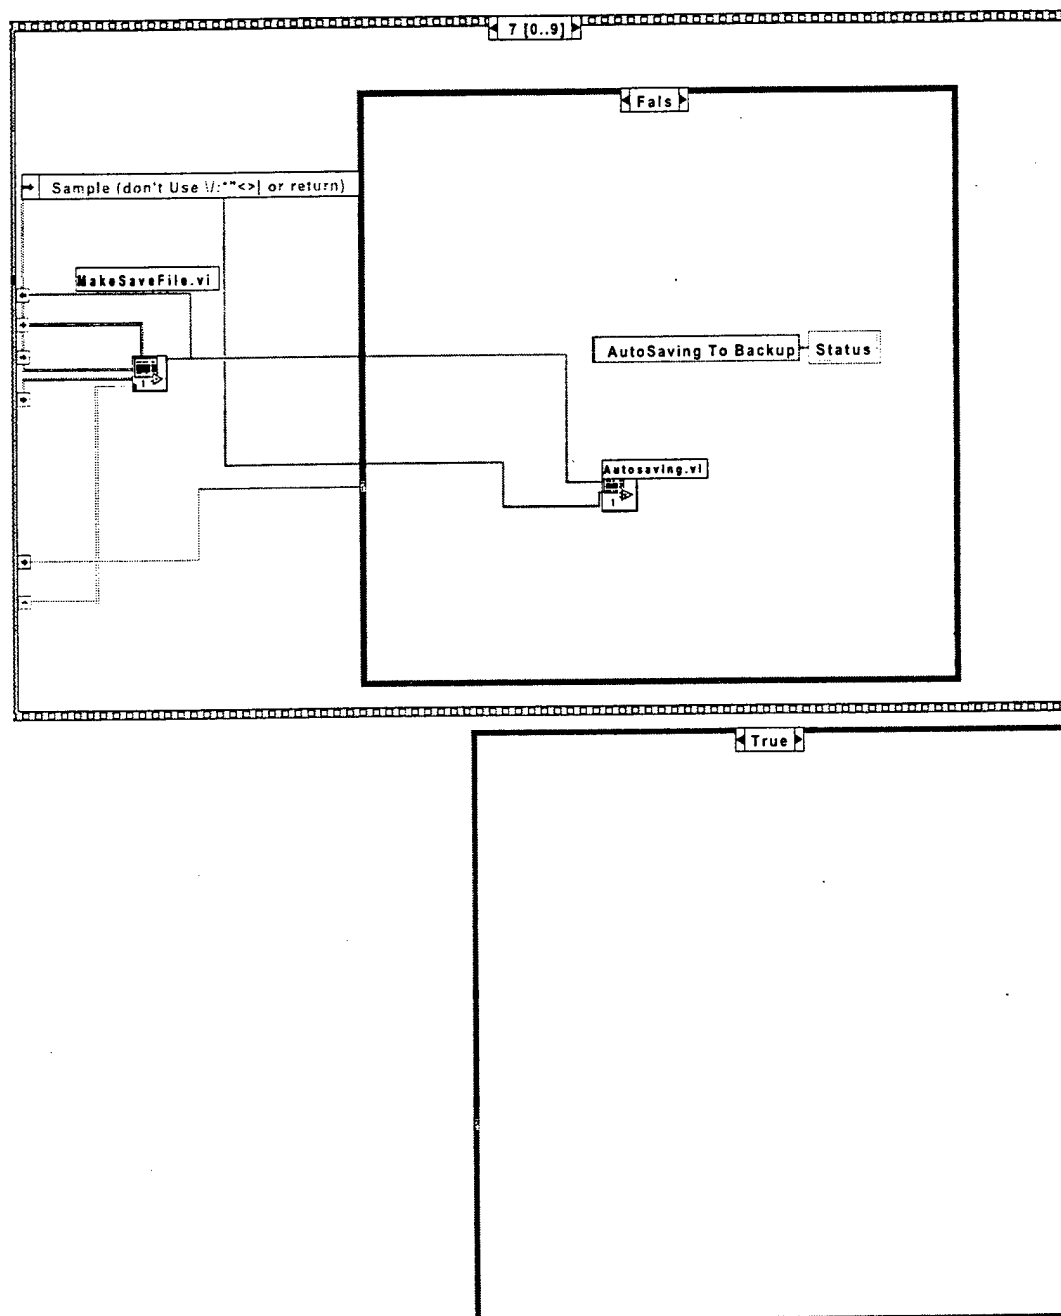 7 [0..9]
Fals
Sample (don't Use \/:*"<>| or return)
MakeSaveFile.vi
AutoSaving To Backup
Status
Autosaving.vi
1
1
True